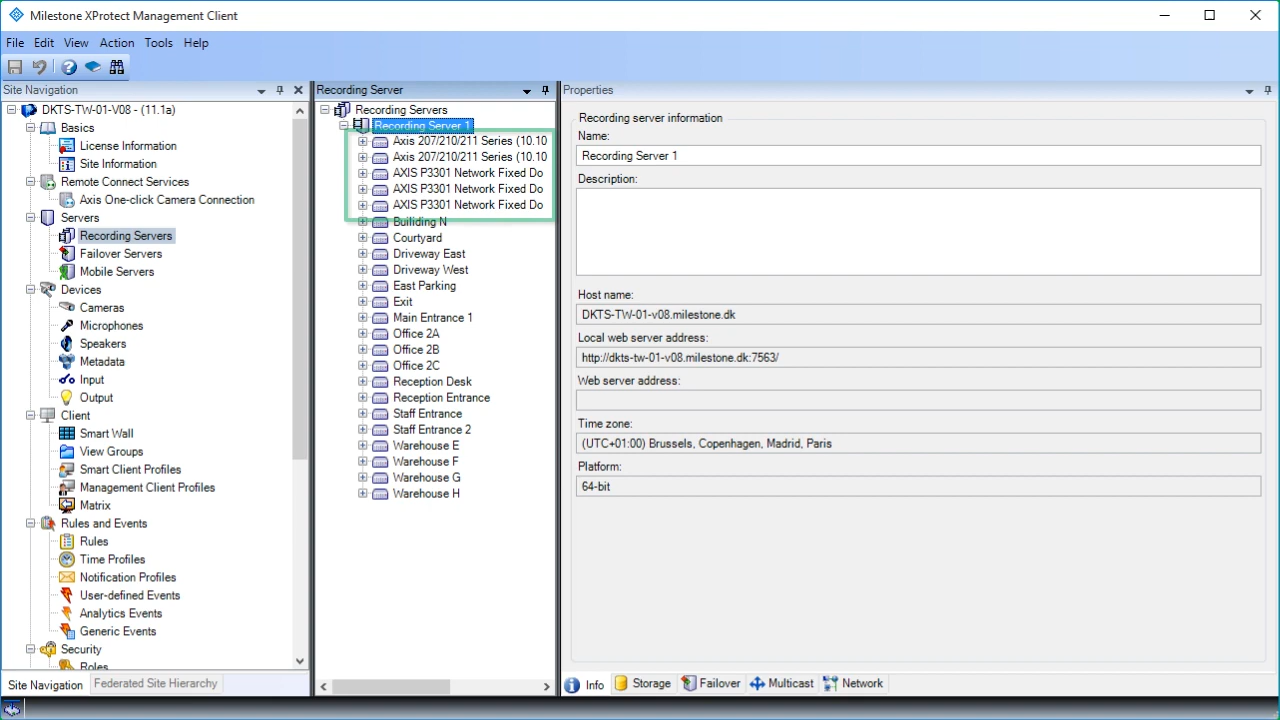 Milestone XProtect Management Client
File Edit View Action Tools Help
Site Navigation
DKTS-TW-01-V08 - (11.1a)
Basics
License Information
Site Information
Remote Connect Services
Axis One-click Camera Connection
Servers
Recording Servers
Failover Servers
Mobile Servers
Devices
Cameras
Microphones
Speakers
Metadata
Input
Output
Client
Smart Wall
View Groups
Smart Client Profiles
Management Client Profiles
Matrix
Rules and Events
Rules
Time Profiles
Notification Profiles
User-defined Events
Analytics Events
Generic Events
Security
Roles
Site Navigation Federated Site Hierarchy
Recording Server
Recording Servers
Recording Server 1
Axis 207/210/211 Series (10.10
Axis 207/210/211 Series (10.10
AXIS P3301 Network Fixed Do
AXIS P3301 Network Fixed Do
AXIS P3301 Network Fixed Do
Builiding N
Courtyard
Driveway East
Driveway West
East Parking
Exit
Main Entrance 1
Office 2A
Office 2B
Office 2C
Reception Desk
Reception Entrance
Staff Entrance
Staff Entrance 2
Warehouse E
Warehouse F
Warehouse G
Warehouse H
Properties
Recording server information
Name:
Recording Server 1
Description:
Host name:
DKTS-TW-01-v08.milestone.dk
Local web server address:
http://dkts-tw-01-v08.milestone.dk:7563/
Web server address:
Time zone:
(UTC+01:00) Brussels, Copenhagen, Madrid, Paris
Platform:
64-bit
Info Storage Failover Multicast Network